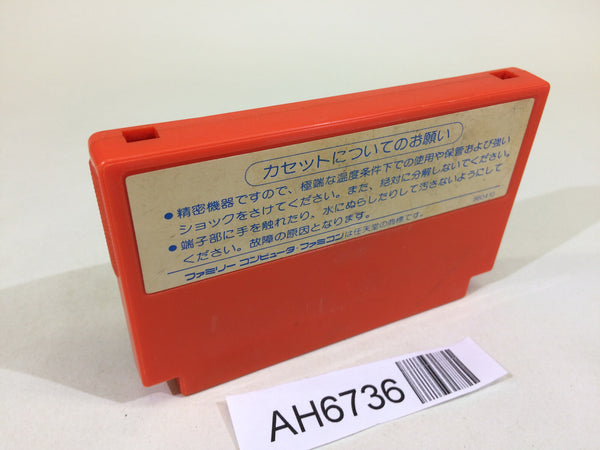 カセットについてのお願い
●精密機器ですので、極端な温度条件下での使用や保管および強い
ショックをさけてください。また、絶対に分解しないでください。
●端子部に手を触れたり、水にぬらしたりして汚さないようにして
ください。故障の原因となります。
ファミリーコンピュータ・ファミコンは任天堂の商標です。
AH6736